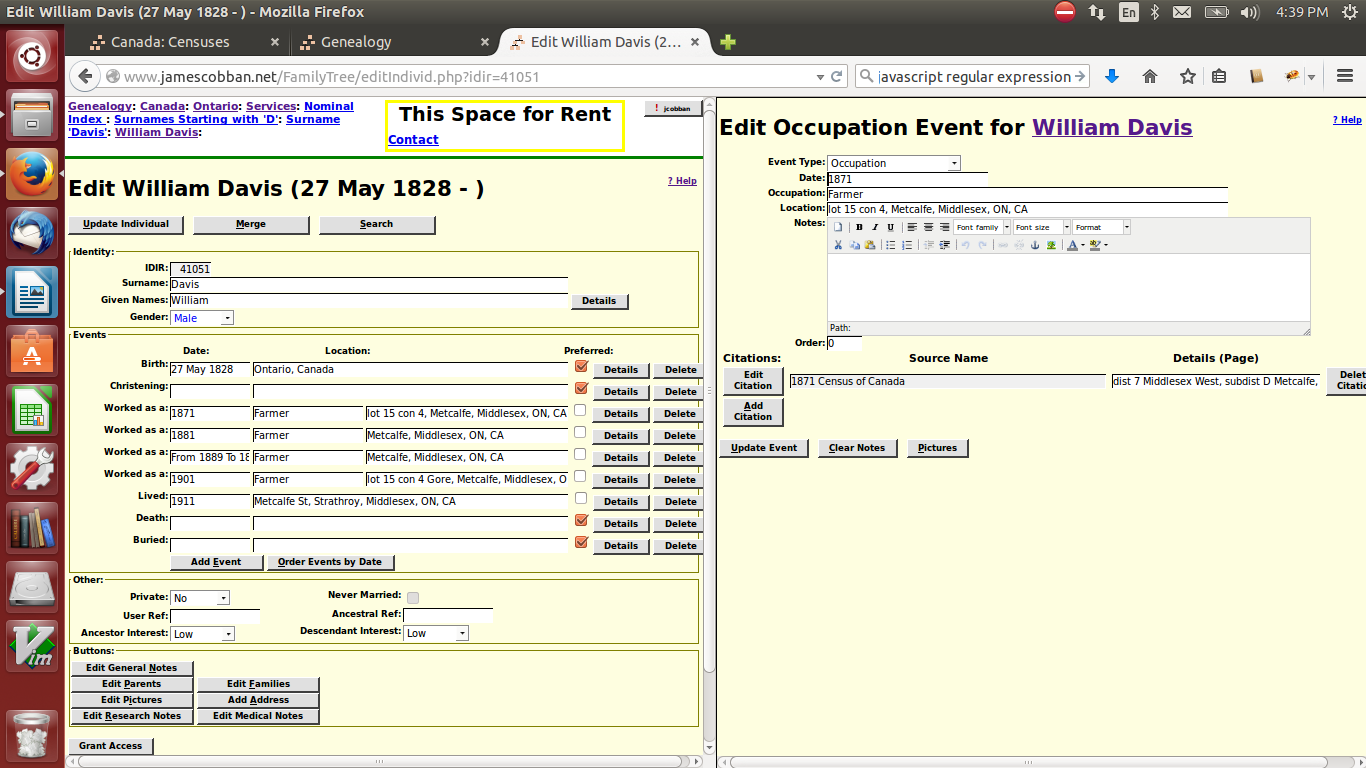 Edit William Davis (27 May 1828 - ) - Mozilla Firefox
En
4:39 PM
Canada: Censuses
Genealogy
Edit William Davis (2...
www.jamescobban.net/FamilyTree/editIndivid.php?idir=41051
javascript regular expression
Genealogy: Canada: Ontario: Services: Nominal
Index : Surnames Starting with 'D': Surname
'Davis': William Davis:
This Space for Rent
Contact
! jcobban
Edit William Davis (27 May 1828 - )
? Help
Update Individual
Merge
Search
Identity:
IDIR: 41051
Surname: Davis
Given Names: William
Details
Gender: Male
Events
Date: Location: Preferred:
Birth: 27 May 1828 Ontario, Canada Details Delete
Christening: Details Delete
Worked as a: 1871 Farmer lot 15 con 4, Metcalfe, Middlesex, ON, CA Details Delete
Worked as a: 1881 Farmer Metcalfe, Middlesex, ON, CA Details Delete
Worked as a: From 1889 To 18 Farmer Metcalfe, Middlesex, ON, CA Details Delete
Worked as a: 1901 Farmer lot 15 con 4 Gore, Metcalfe, Middlesex, O Details Delete
Lived: 1911 Metcalfe St, Strathroy, Middlesex, ON, CA Details Delete
Death: Details Delete
Buried: Details Delete
Add Event Order Events by Date
Other:
Private: No Never Married:
User Ref: Ancestral Ref:
Ancestor Interest: Low Descendant Interest: Low
Buttons:
Edit General Notes
Edit Parents Edit Families
Edit Pictures Add Address
Edit Research Notes Edit Medical Notes
Grant Access
Edit Occupation Event for William Davis
? Help
Event Type: Occupation
Date: 1871
Occupation: Farmer
Location: lot 15 con 4, Metcalfe, Middlesex, ON, CA
Notes:
B I U Font family Font size Format
A ab
Path:
Order: 0
Citations: Source Name Details (Page)
Edit
Citation
1871 Census of Canada
dist 7 Middlesex West, subdist D Metcalfe,
Delet
Citatio
Add
Citation
Update Event
Clear Notes
Pictures
Vim